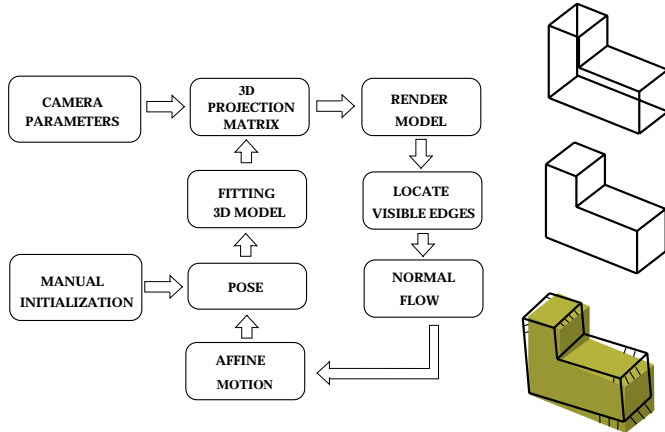 CAMERA
PARAMETERS
3D
PROJECTION
MATRIX
RENDER
MODEL
FITTING
3D MODEL
LOCATE
VISIBLE EDGES
MANUAL
INITIALIZATION
POSE
NORMAL
FLOW
AFFINE
MOTION